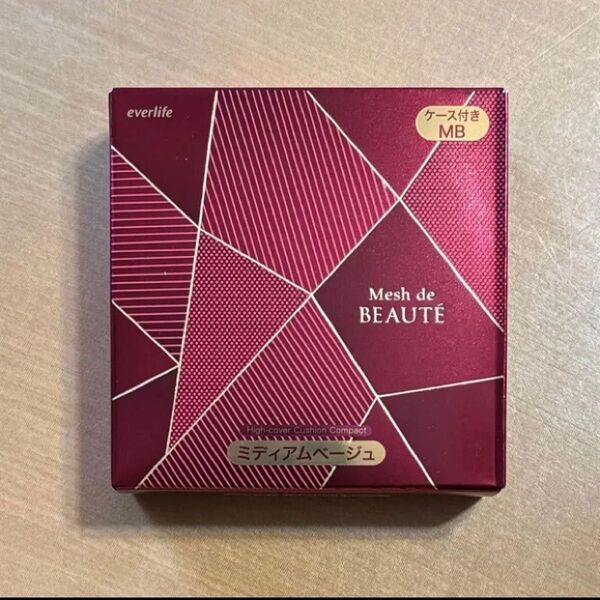 everlife
ケース付き
MB
Mesh de
BEAUTÉ
High-cover Cushion Compact
ミディアムベージュ